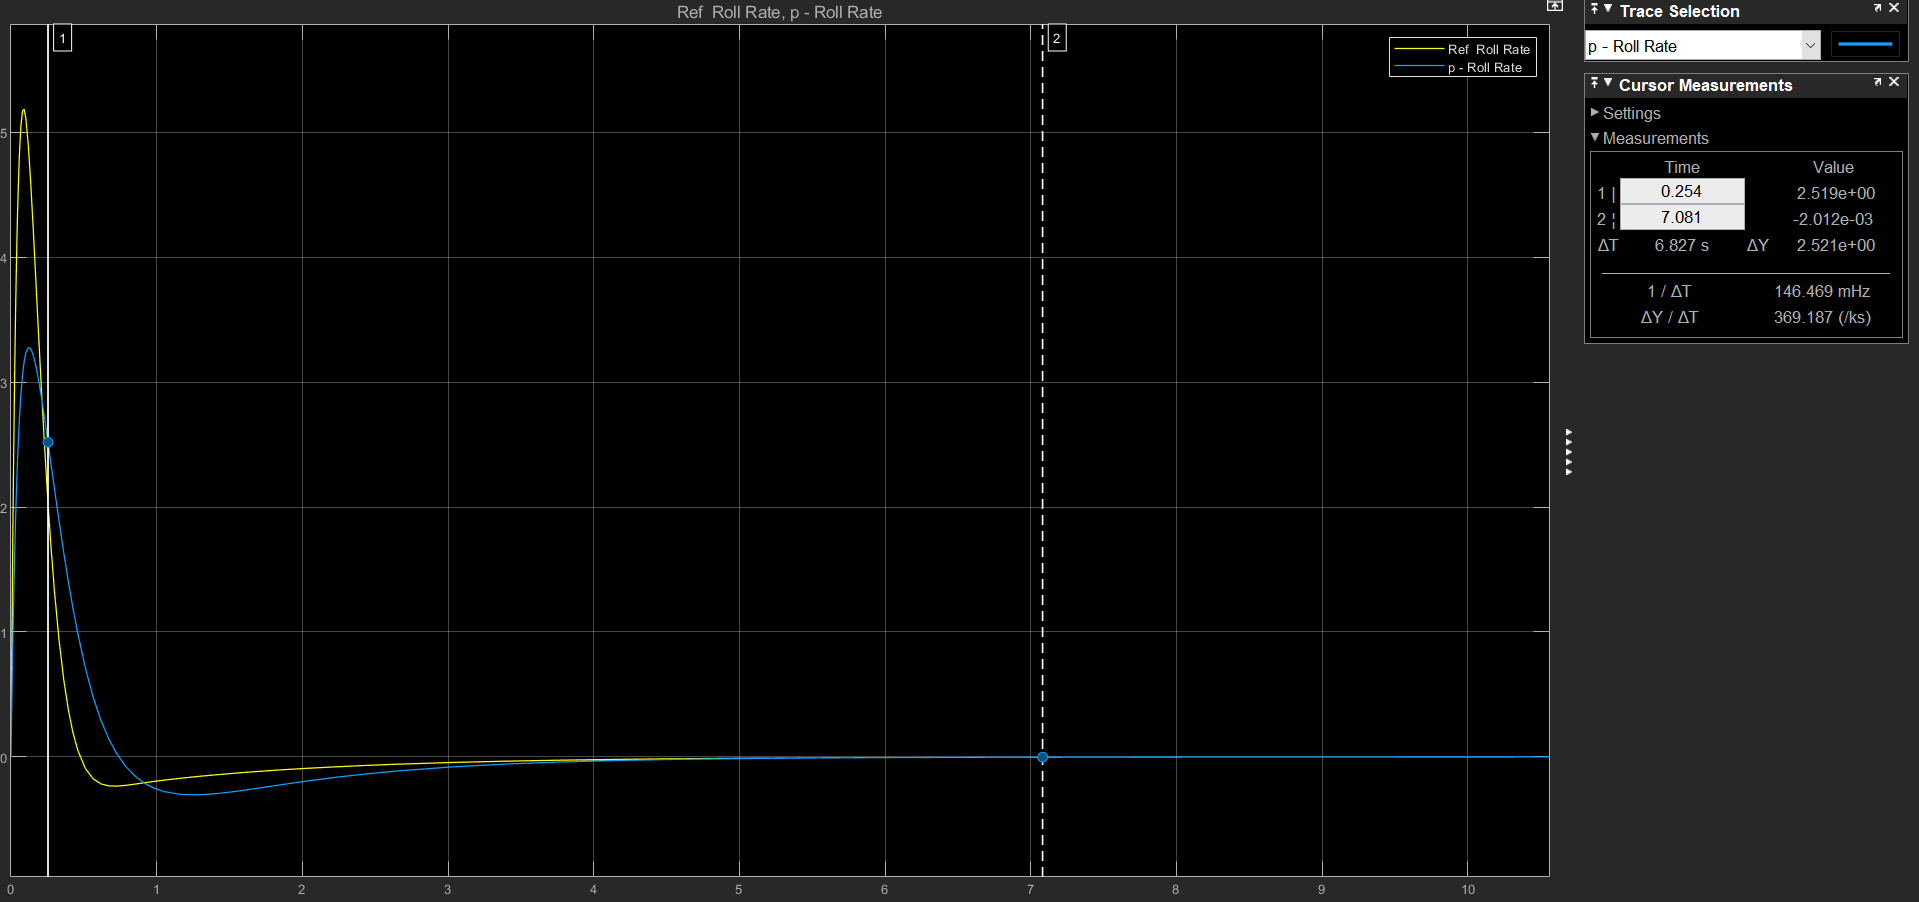 Ref  Roll Rate, p - Roll Rate
1
2
Ref  Roll Rate
p - Roll Rate
5
4
3
2
1
0
0 1 2 3 4 5 6 7 8 9 10
Trace Selection
p - Roll Rate
Cursor Measurements
Settings
Measurements
Time Value
1 | 0.254 2.519e+00
2 ¦ 7.081 -2.012e-03
ΔT 6.827 s ΔY 2.521e+00
1 / ΔT 146.469 mHz
ΔY / ΔT 369.187 (/ks)